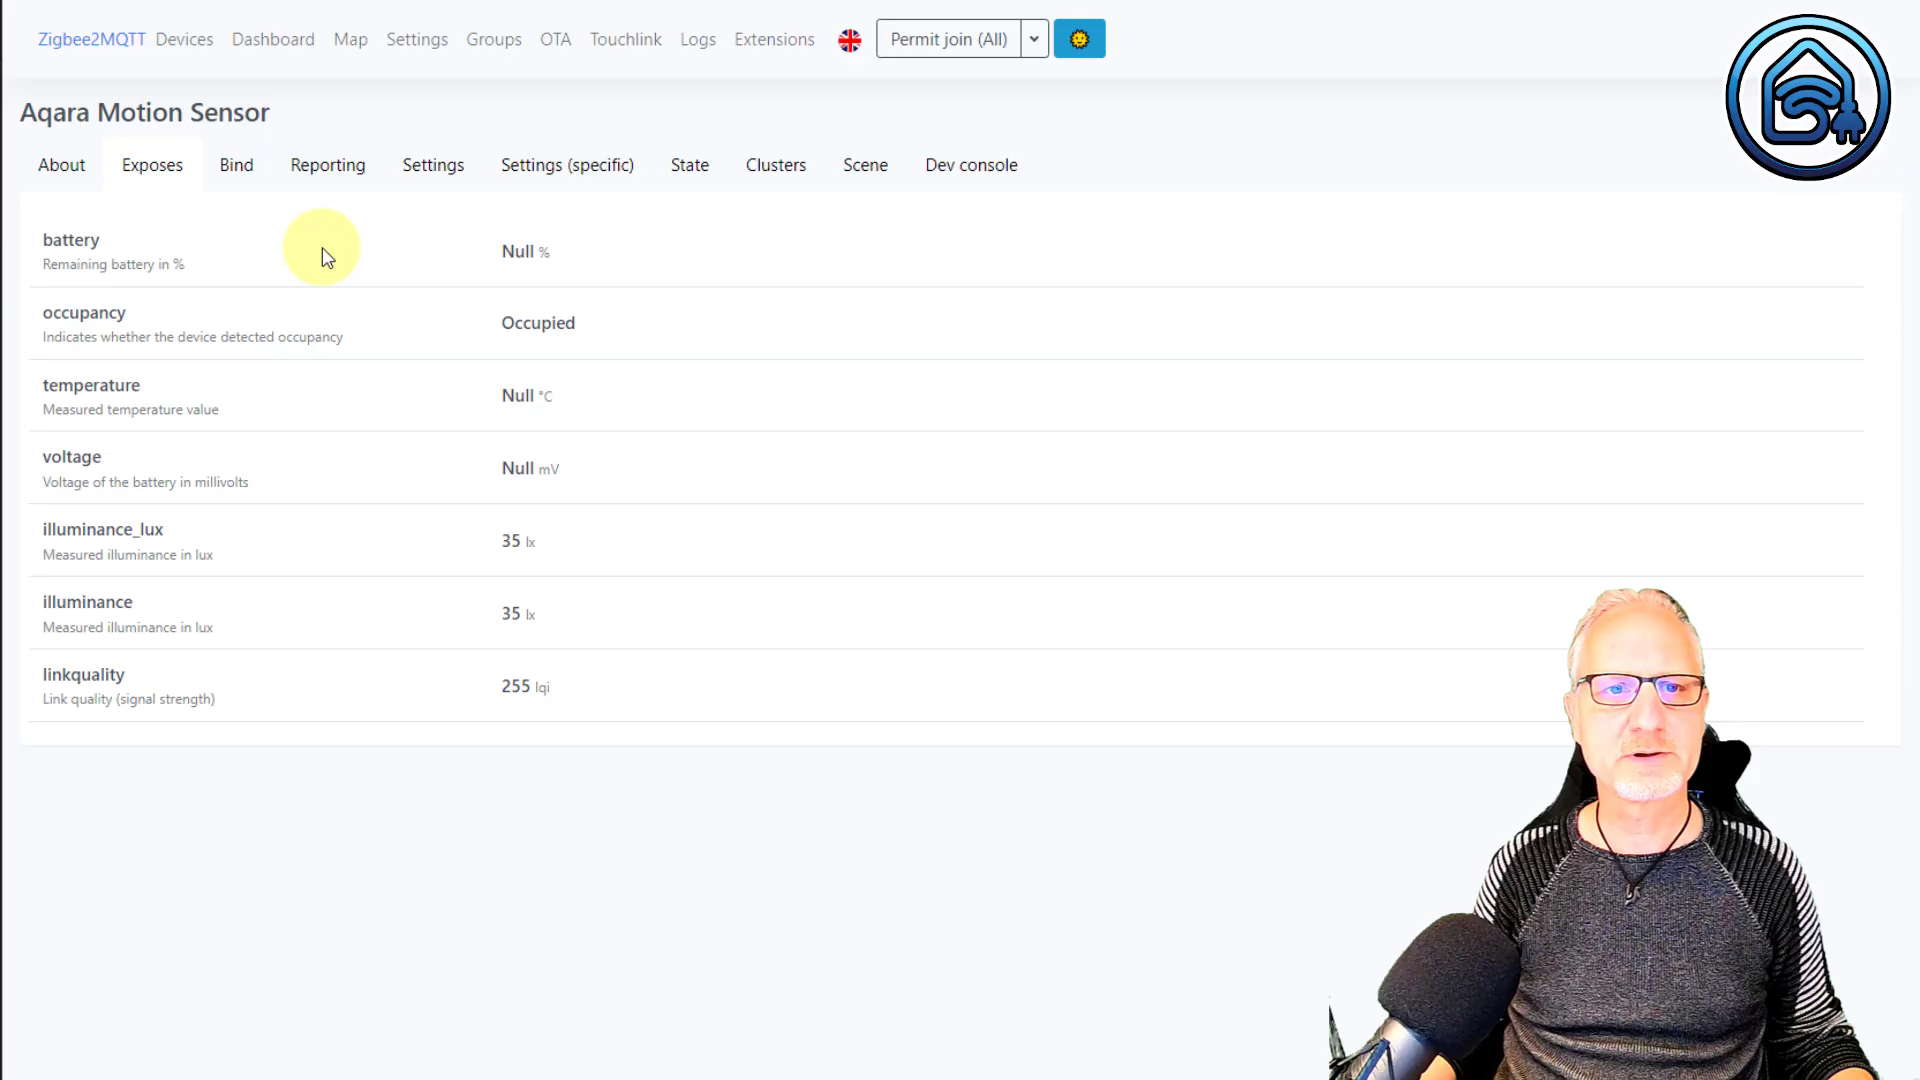 Zigbee2MQTT Devices Dashboard Map Settings Groups OTA Touchlink Logs Extensions Permit join (All)
Aqara Motion Sensor
About Exposes Bind Reporting Settings Settings (specific) State Clusters Scene Dev console
battery
Remaining battery in %
Null %
occupancy
Indicates whether the device detected occupancy
Occupied
temperature
Measured temperature value
Null °C
voltage
Voltage of the battery in millivolts
Null mV
illuminance_lux
Measured illuminance in lux
35 lx
illuminance
Measured illuminance in lux
35 lx
linkquality
Link quality (signal strength)
255 lqi